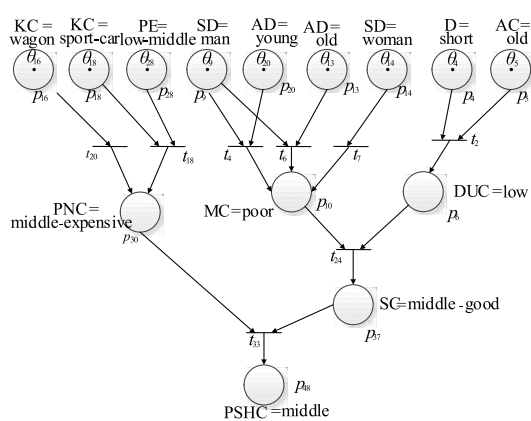 KC= KC= PE= SD= AD= AD= SD= D= AC=
wagon sport-car low-middle man young old woman short old
θ16 θ18 θ28 θ9 θ20 θ13 θ14 θ4 θ5
p16 p18 p28 p9 p20 p13 p14 p4 p5
t20 t18 t4 t6 t7 t2
PNC=
middle-expensive
p30
MC=poor
p10
DUC=low
p6
t24
SC=middle-good
p37
t33
p48
PSHC=middle